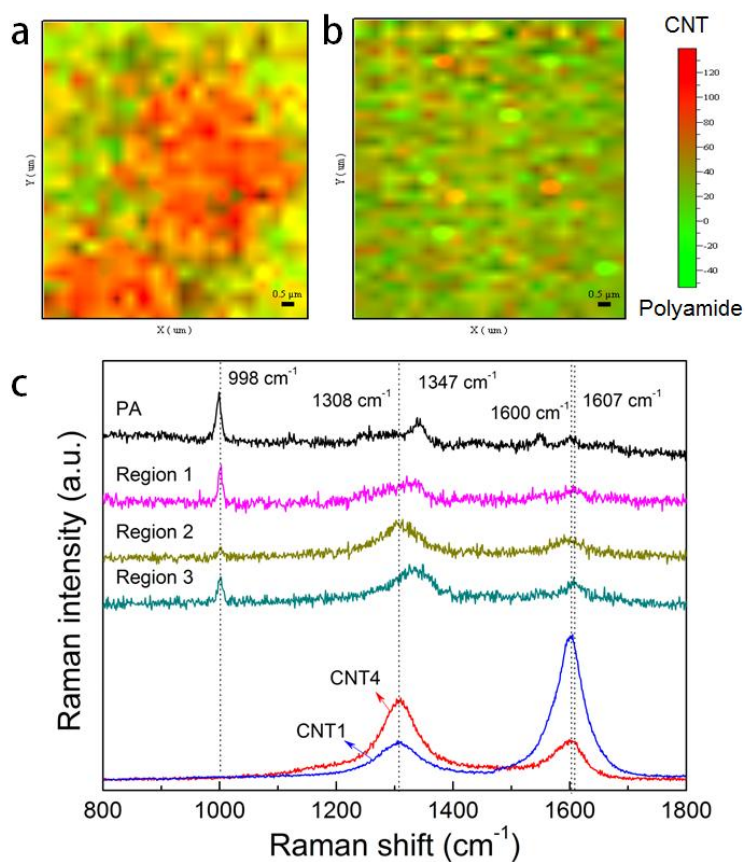 a
b
CNT
120
100
80
60
40
20
-0
-20
-40
Polyamide
Y ( um )
0.5 µm
X ( um )
Y ( um )
0.5 µm
X ( um )
c
998 cm-1
1308 cm-1
1347 cm-1
1600 cm-1
1607 cm-1
PA
Region 1
Region 2
Region 3
CNT4
CNT1
Raman intensity (a.u.)
800
1000
1200
1400
1600
1800
Raman shift (cm-1)